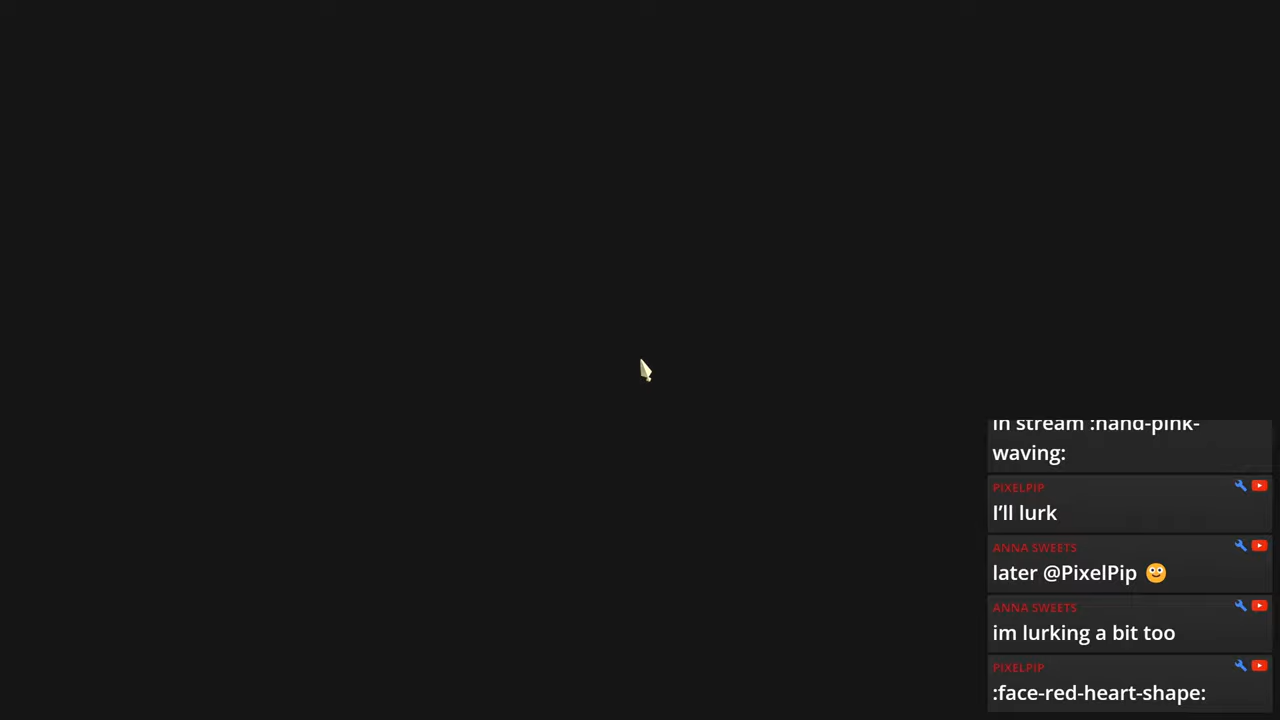 in stream :hand-pink-
waving:
PIXELPIP
I’ll lurk
ANNA SWEETS
later @PixelPip
ANNA SWEETS
im lurking a bit too
PIXELPIP
:face-red-heart-shape: